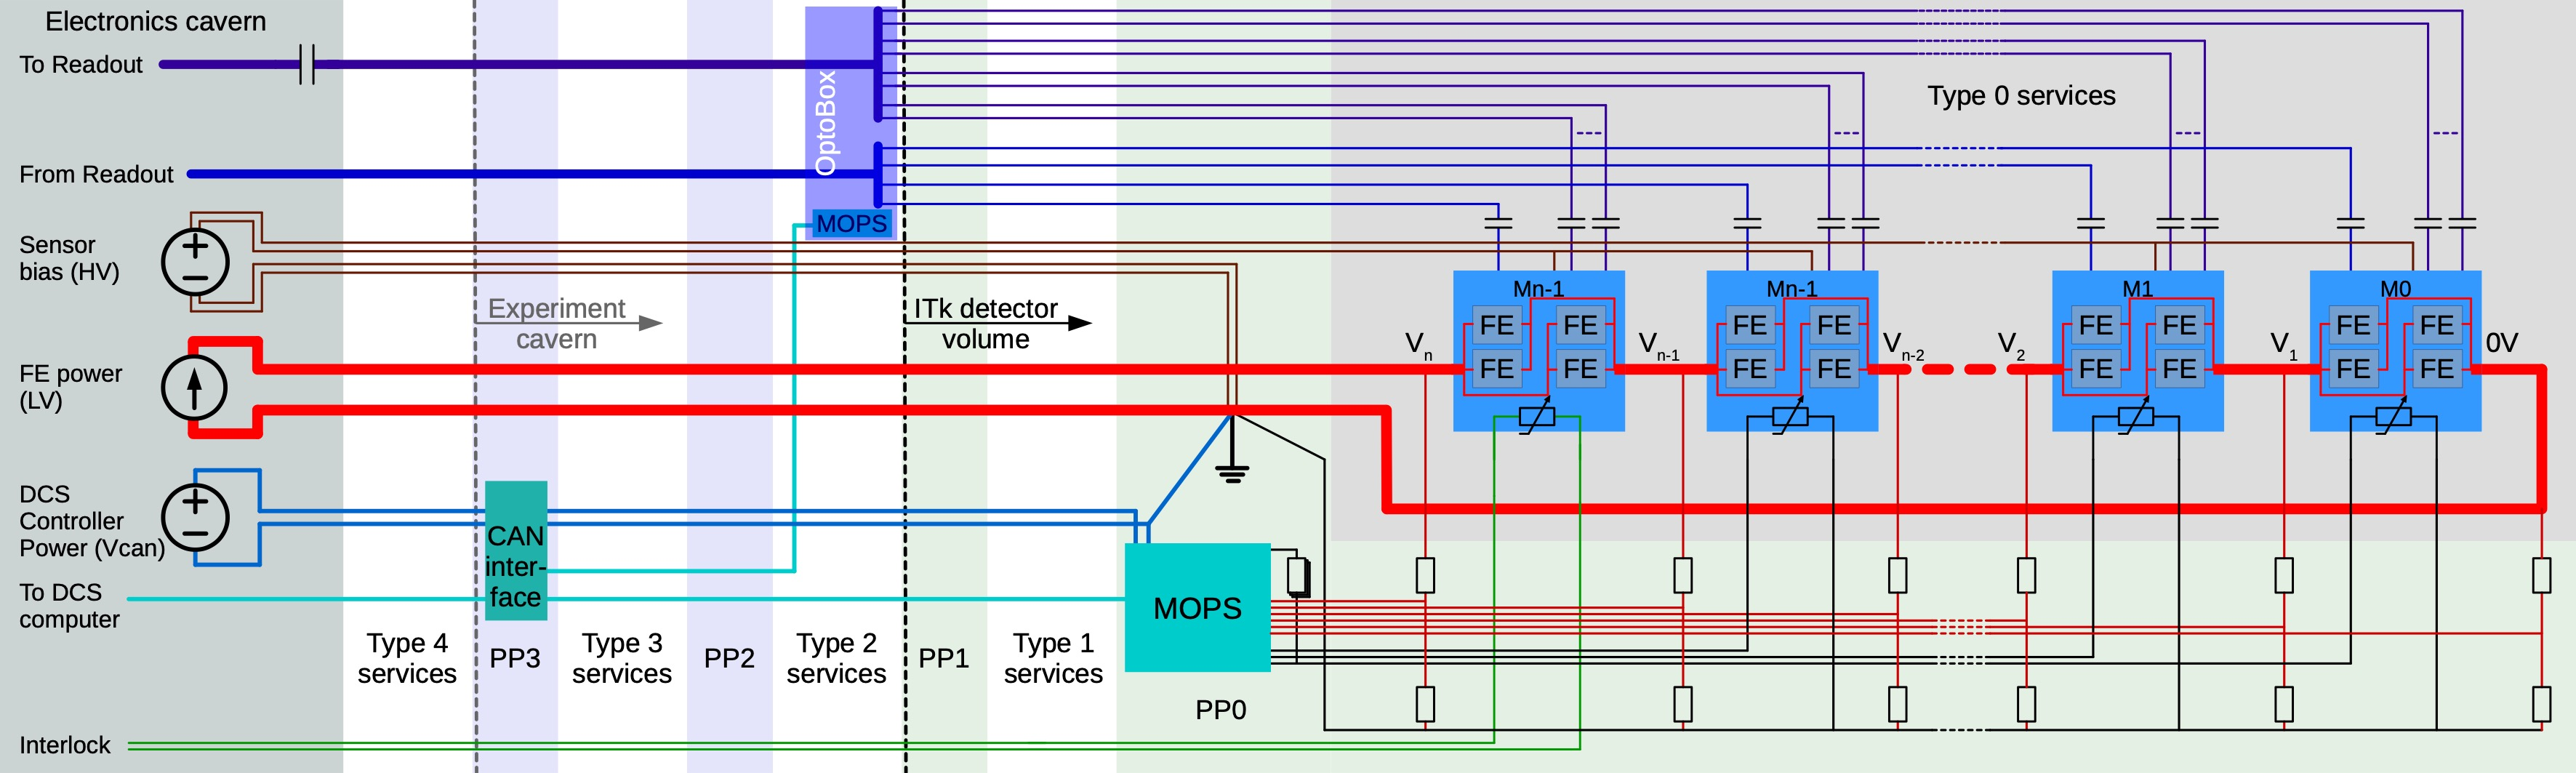 Electronics cavern
To Readout
OptoBox
Type 0 services
From Readout
MOPS
Sensor
bias (HV)
Experiment
cavern
ITk detector
volume
Mn-1
FE FE
FE FE
Mn-1
FE FE
FE FE
M1
FE FE
FE FE
M0
FE FE
FE FE
Vn
Vn-1
Vn-2
V2
V1
0V
FE power
(LV)
DCS
Controller
Power (Vcan)
CAN
inter-
face
To DCS
computer
MOPS
Type 4
services
PP3
Type 3
services
PP2
Type 2
services
PP1
Type 1
services
PP0
Interlock